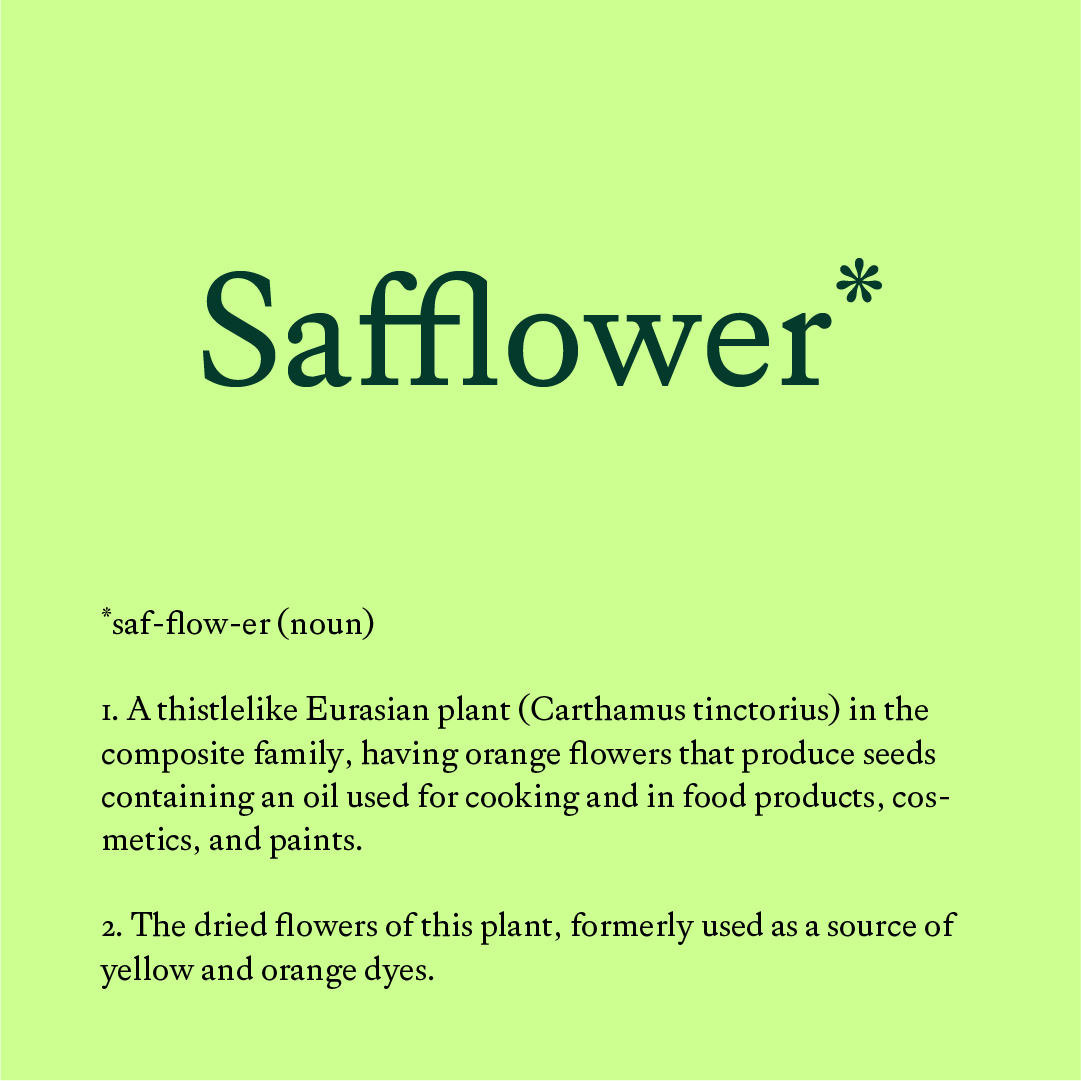 Safflower*
*saf-flow-er (noun)
1. A thistlelike Eurasian plant (Carthamus tinctorius) in the
composite family, having orange flowers that produce seeds
containing an oil used for cooking and in food products, cos-
metics, and paints.
2. The dried flowers of this plant, formerly used as a source of
yellow and orange dyes.